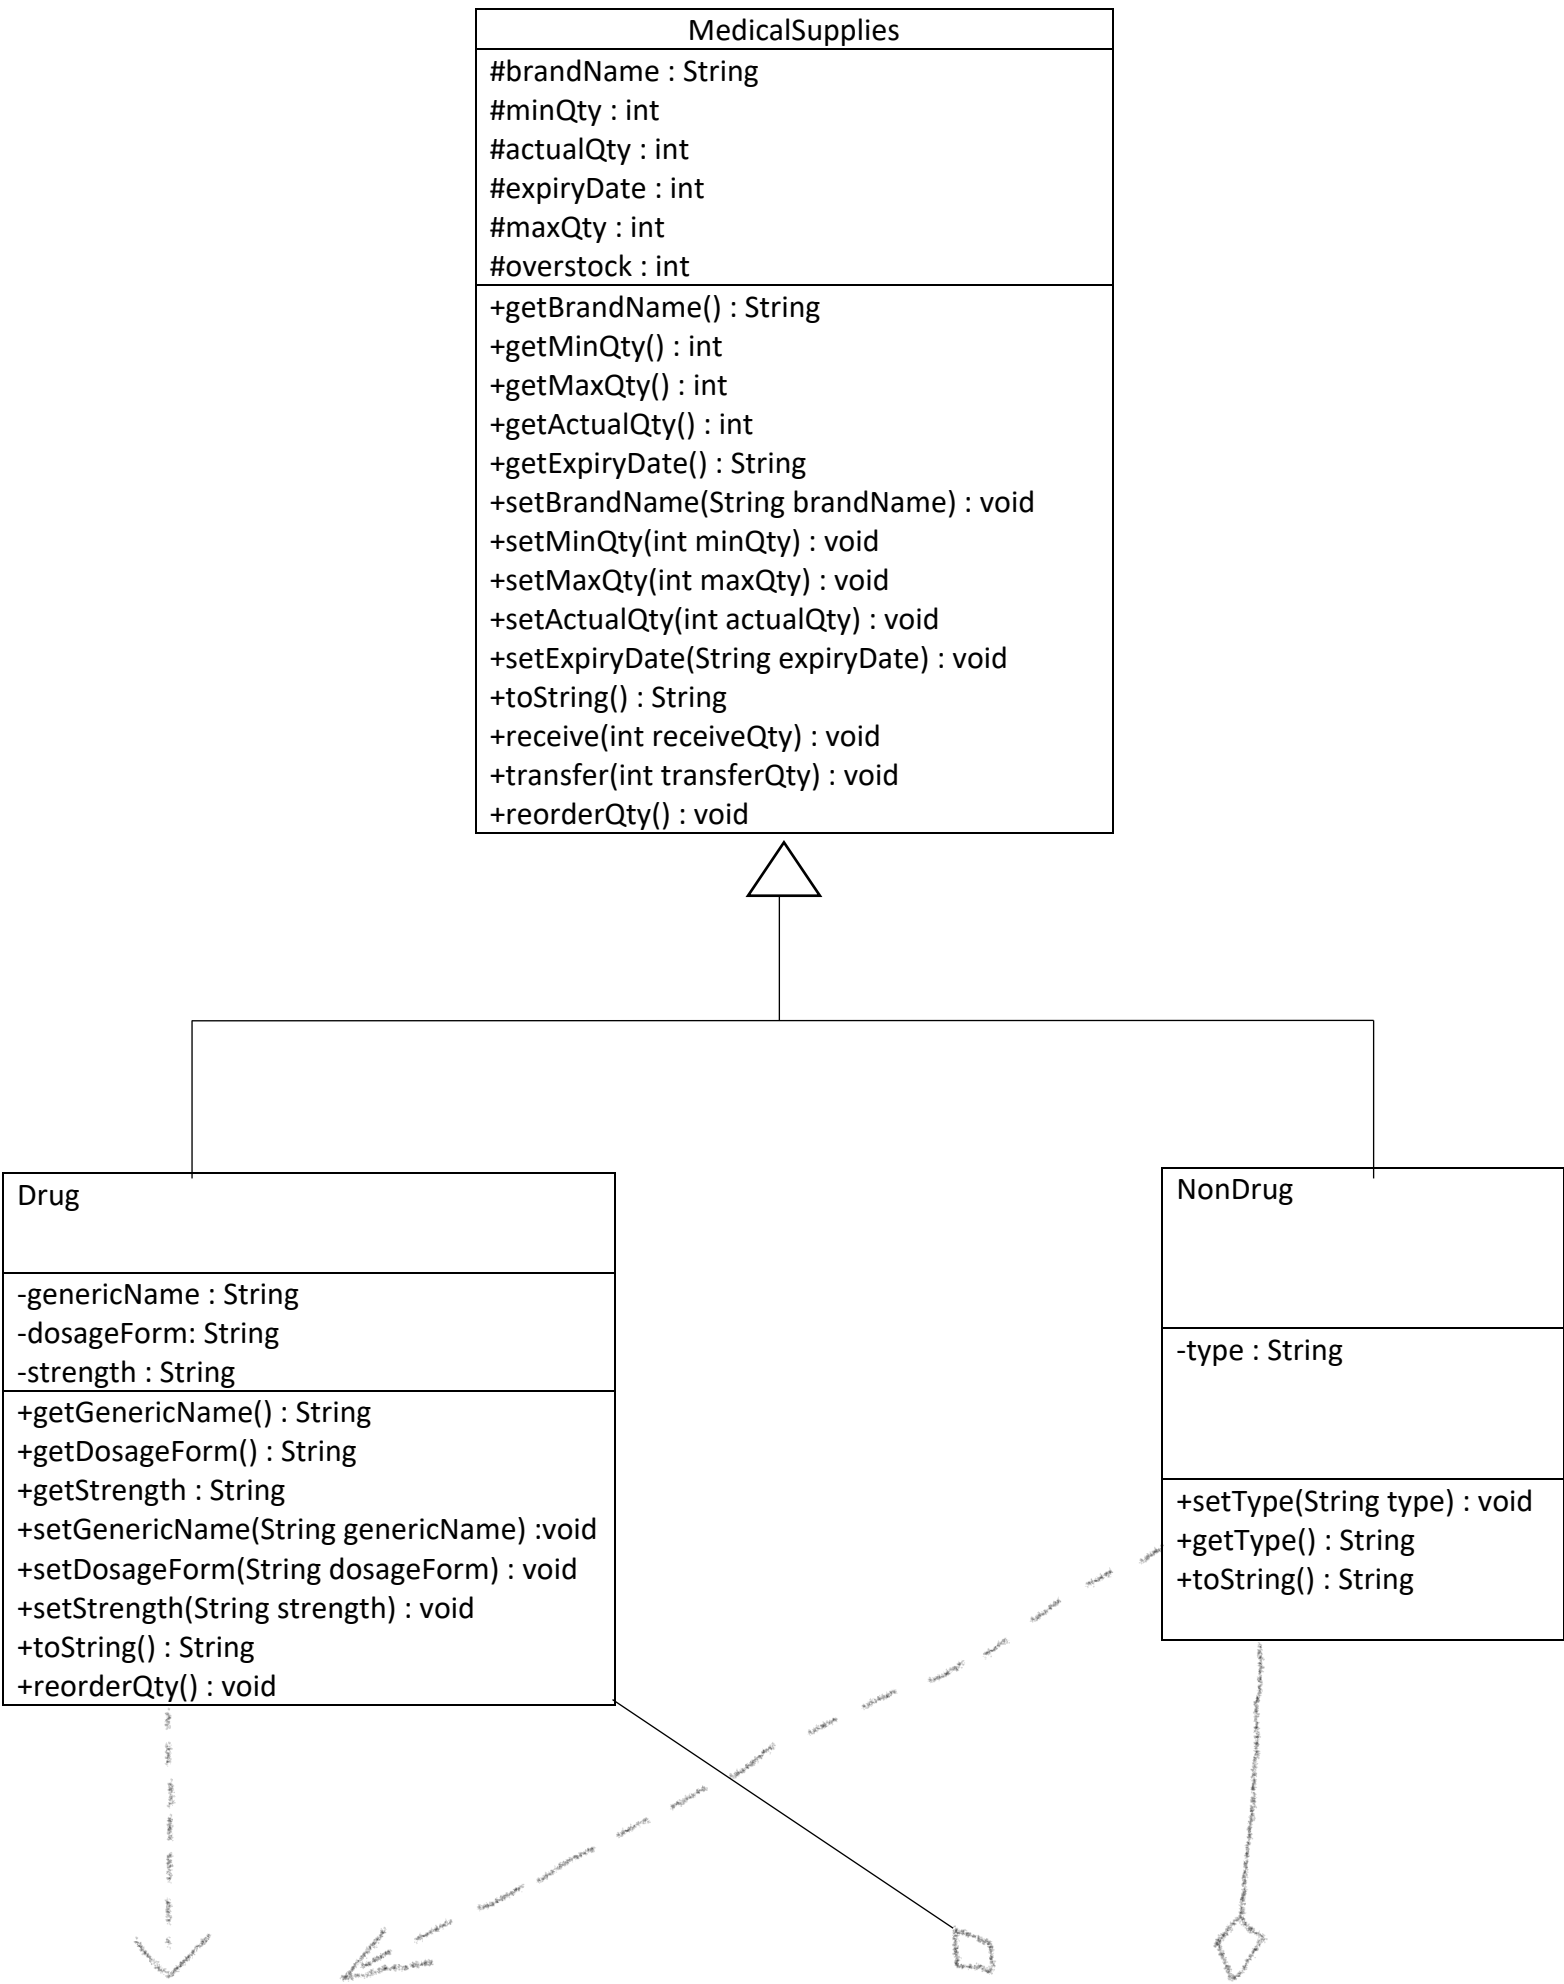 MedicalSupplies
#brandName : String
#minQty : int
#actualQty : int
#expiryDate : int
#maxQty : int
#overstock : int
+getBrandName() : String
+getMinQty() : int
+getMaxQty() : int
+getActualQty() : int
+getExpiryDate() : String
+setBrandName(String brandName) : void
+setMinQty(int minQty) : void
+setMaxQty(int maxQty) : void
+setActualQty(int actualQty) : void
+setExpiryDate(String expiryDate) : void
+toString() : String
+receive(int receiveQty) : void
+transfer(int transferQty) : void
+reorderQty() : void
Drug
-genericName : String
-dosageForm: String
-strength : String
+getGenericName() : String
+getDosageForm() : String
+getStrength : String
+setGenericName(String genericName) :void
+setDosageForm(String dosageForm) : void
+setStrength(String strength) : void
+toString() : String
+reorderQty() : void
NonDrug
-type : String
+setType(String type) : void
+getType() : String
+toString() : String